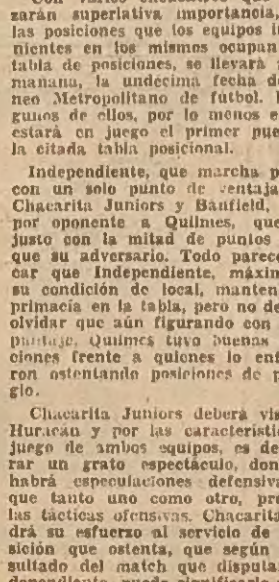 Con varios encuentros que
zarán superlativa importancia,
las posiciones que los equipos i
nientes en los mismos ocupan
tabla de posiciones, se llevará
mañana, la undécima fecha d
neo Metropolitano de fútbol.
gunos de ellos, por lo menos e
estará en juego el primer pue
la citada tabla posicional.
Independiente, que marcha p
con un solo punto de ventaja
Chacarita Juniors y Banfield,
por oponente a Quilmes, que
justo con la mitad de puntos
que su adversario. Todo parece
car que Independiente, máxim
su condición de local, manten
primacía en la tabla, pero no de
olvidar que aún figurando con
puntaje, Quilmes tuvo buenas
ciones frente a quienes lo enf
ron ostentando posiciones de
gio.
Chacarita Juniors deberá vi
Huracán y por las característi
juego de ambos equipos, es de
rar un grato espectáculo, don
habrá especulaciones defensiva
que tanto uno como otro, pr
las tácticas ofensivas. Chacarita
drá su esfuerzo al servicio de
sición que ostenta, que según
sultado del match que disputa